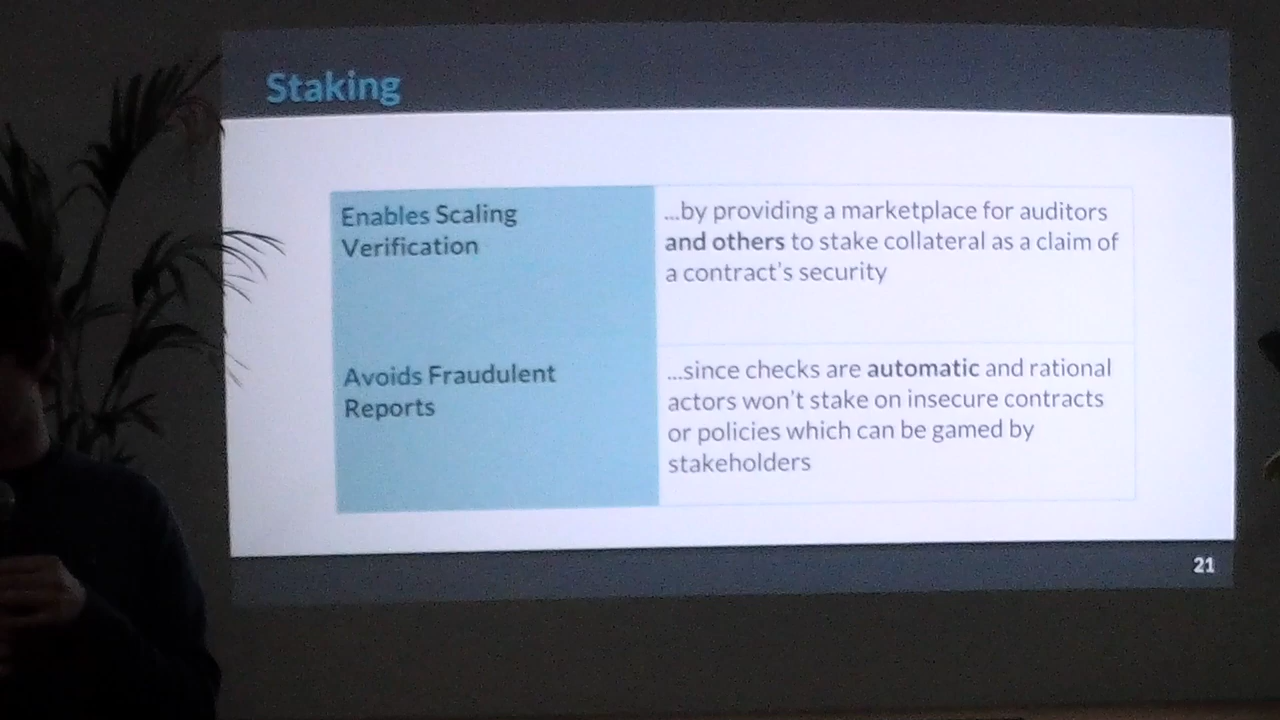 Staking
Enables Scaling
Verification
...by providing a marketplace for auditors
and others to stake collateral as a claim of
a contract's security
Avoids Fraudulent
Reports
...since checks are automatic and rational
actors won't stake on insecure contracts
or policies which can be gamed by
stakeholders
21